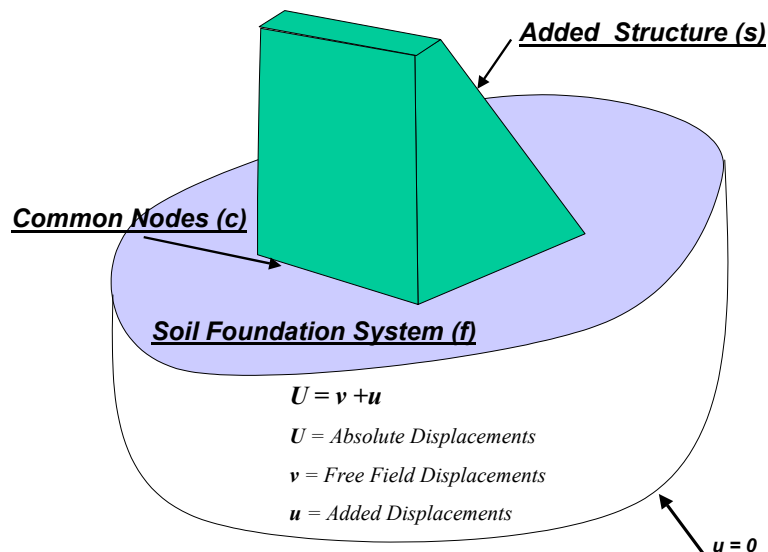 Added Structure (s)
Common Nodes (c)
Soil Foundation System (f)
U = v +u
U = Absolute Displacements
v = Free Field Displacements
u = Added Displacements
u = 0